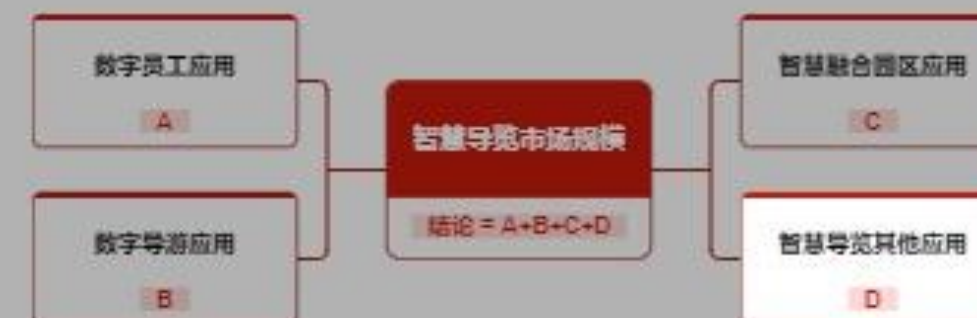 数字员工应用
A
数字导游应用
B
智慧导览市场规模
结论 = A+B+C+D
智慧融合园区应用
C
智慧导览其他应用
D